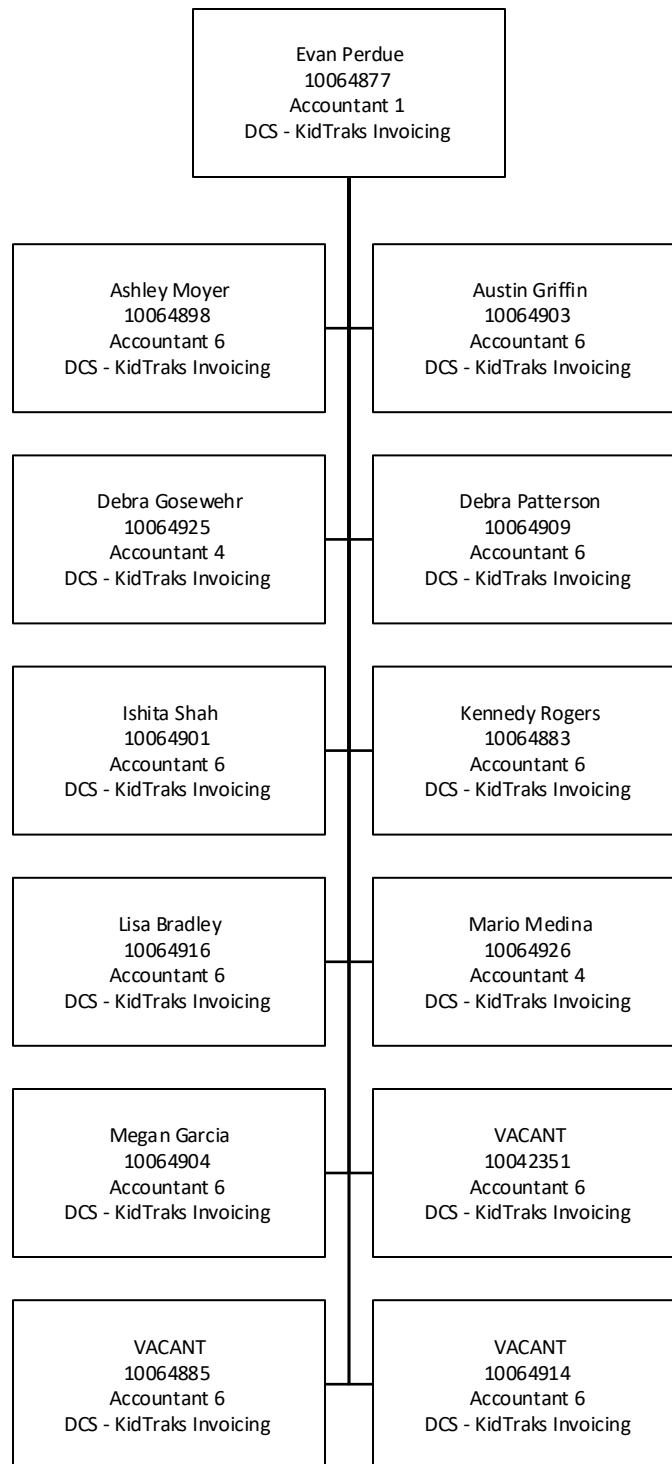 Evan Perdue
10064877
Accountant 1
DCS - KidTraks Invoicing
Ashley Moyer
10064898
Accountant 6
DCS - KidTraks Invoicing
Austin Griffin
10064903
Accountant 6
DCS - KidTraks Invoicing
Debra Gosewehr
10064925
Accountant 4
DCS - KidTraks Invoicing
Debra Patterson
10064909
Accountant 6
DCS - KidTraks Invoicing
Ishita Shah
10064901
Accountant 6
DCS - KidTraks Invoicing
Kennedy Rogers
10064883
Accountant 6
DCS - KidTraks Invoicing
Lisa Bradley
10064916
Accountant 6
DCS - KidTraks Invoicing
Mario Medina
10064926
Accountant 4
DCS - KidTraks Invoicing
Megan Garcia
10064904
Accountant 6
DCS - KidTraks Invoicing
VACANT
10042351
Accountant 6
DCS - KidTraks Invoicing
VACANT
10064885
Accountant 6
DCS - KidTraks Invoicing
VACANT
10064914
Accountant 6
DCS - KidTraks Invoicing